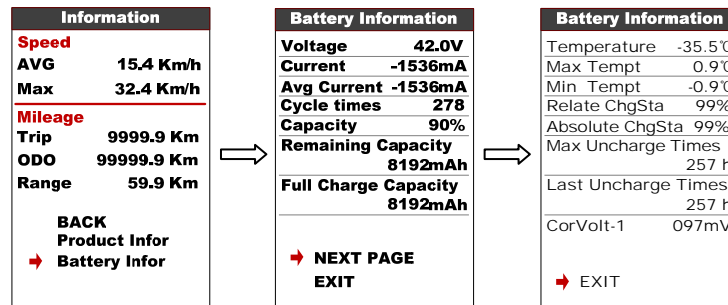 Information
Speed
AVG 15.4 Km/h
Max 32.4 Km/h
Mileage
Trip 9999.9 Km
ODO 99999.9 Km
Range 59.9 Km
BACK
Product Infor
Battery Infor
Battery Information
Voltage 42.0V
Current -1536mA
Avg Current -1536mA
Cycle times 278
Capacity 90%
Remaining Capacity
8192mAh
Full Charge Capacity
8192mAh
NEXT PAGE
EXIT
Battery Information
Temperature -35.5℃
Max Tempt 0.9℃
Min Tempt -0.9℃
Relate ChgSta 99%
Absolute ChgSta 99%
Max Uncharge Times
257 h
Last Uncharge Times
257 h
CorVolt-1 097mV
EXIT